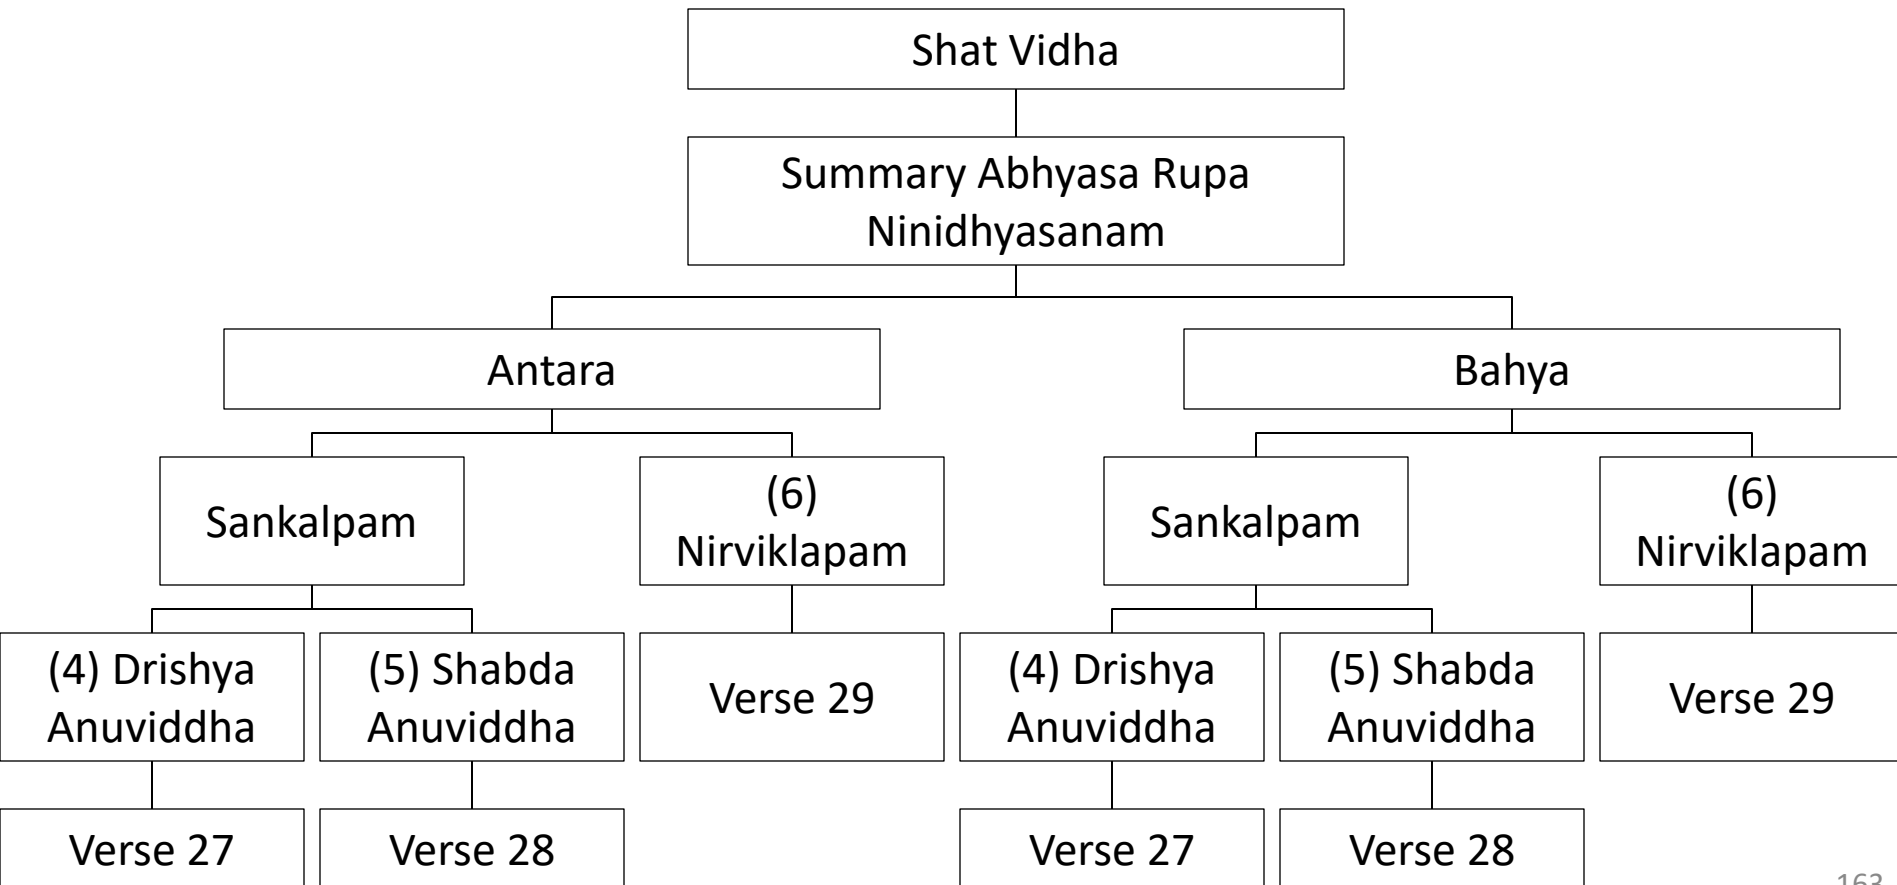 Shat Vidha
Summary Abhyasa Rupa
Ninidhyasanam
Antara
Bahya
Sankalpam
(6)
Nirviklapam
Sankalpam
(6)
Nirviklapam
(4) Drishya
Anuviddha
(5) Shabda
Anuviddha
Verse 29
(4) Drishya
Anuviddha
(5) Shabda
Anuviddha
Verse 29
Verse 27
Verse 28
Verse 27
Verse 28
163